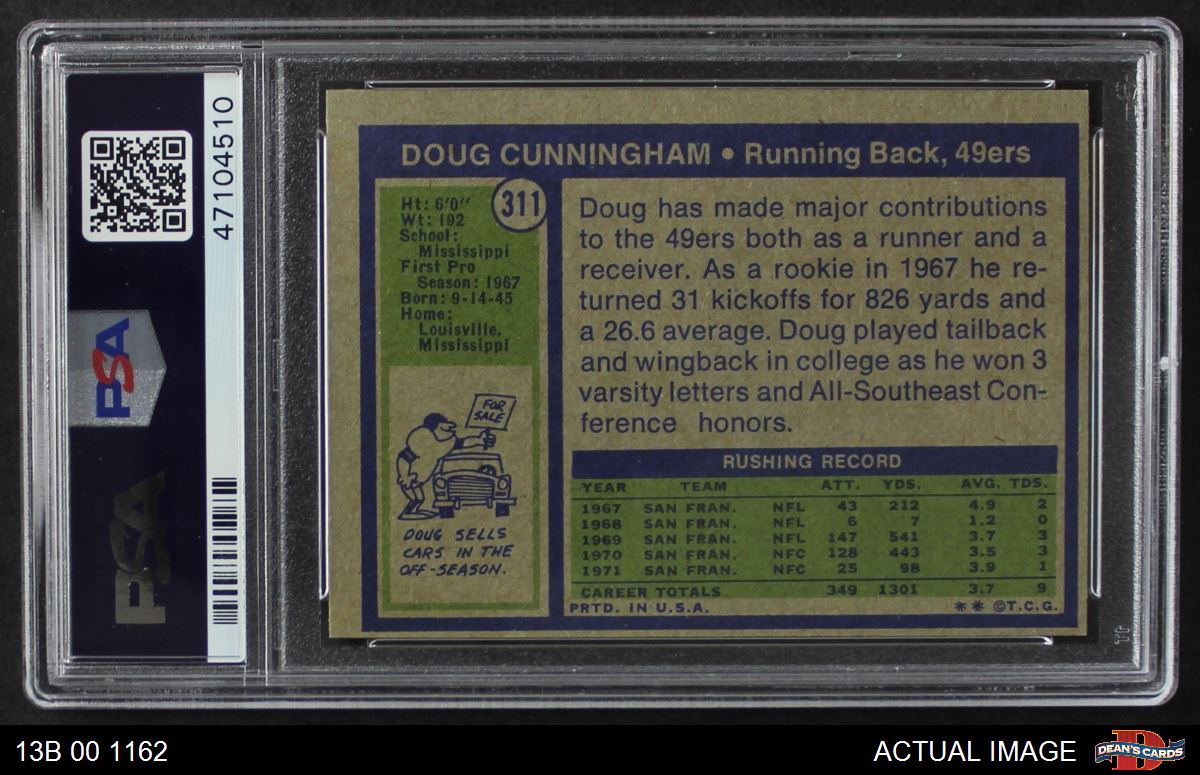 47104510
PSA
PSA
DOUG CUNNINGHAM • Running Back, 49ers
311
Ht: 6'0"
Wt: 192
School:
Mississippi
First Pro
Season: 1967
Born: 9-14-45
Home:
Louisville,
Mississippi
FOR
SALE
DOUG SELLS
CARS IN THE
OFF-SEASON.
Doug has made major contributions
to the 49ers both as a runner and a
receiver. As a rookie in 1967 he re-
turned 31 kickoffs for 826 yards and
a 26.6 average. Doug played tailback
and wingback in college as he won 3
varsity letters and All-Southeast Con-
ference honors.
RUSHING RECORD
YEAR TEAM ATT. YDS. AVG. TDS.
1967 SAN FRAN. NFL 43 212 4.9 2
1968 SAN FRAN. NFL 6 7 1.2 0
1969 SAN FRAN. NFL 147 541 3.7 3
1970 SAN FRAN. NFC 128 443 3.5 3
1971 SAN FRAN. NFC 25 98 3.9 1
CAREER TOTALS 349 1301 3.7 9
PRTD. IN U.S.A. ** ©T.C.G.
13B 00 1162
ACTUAL IMAGE
DEAN'S CARDS